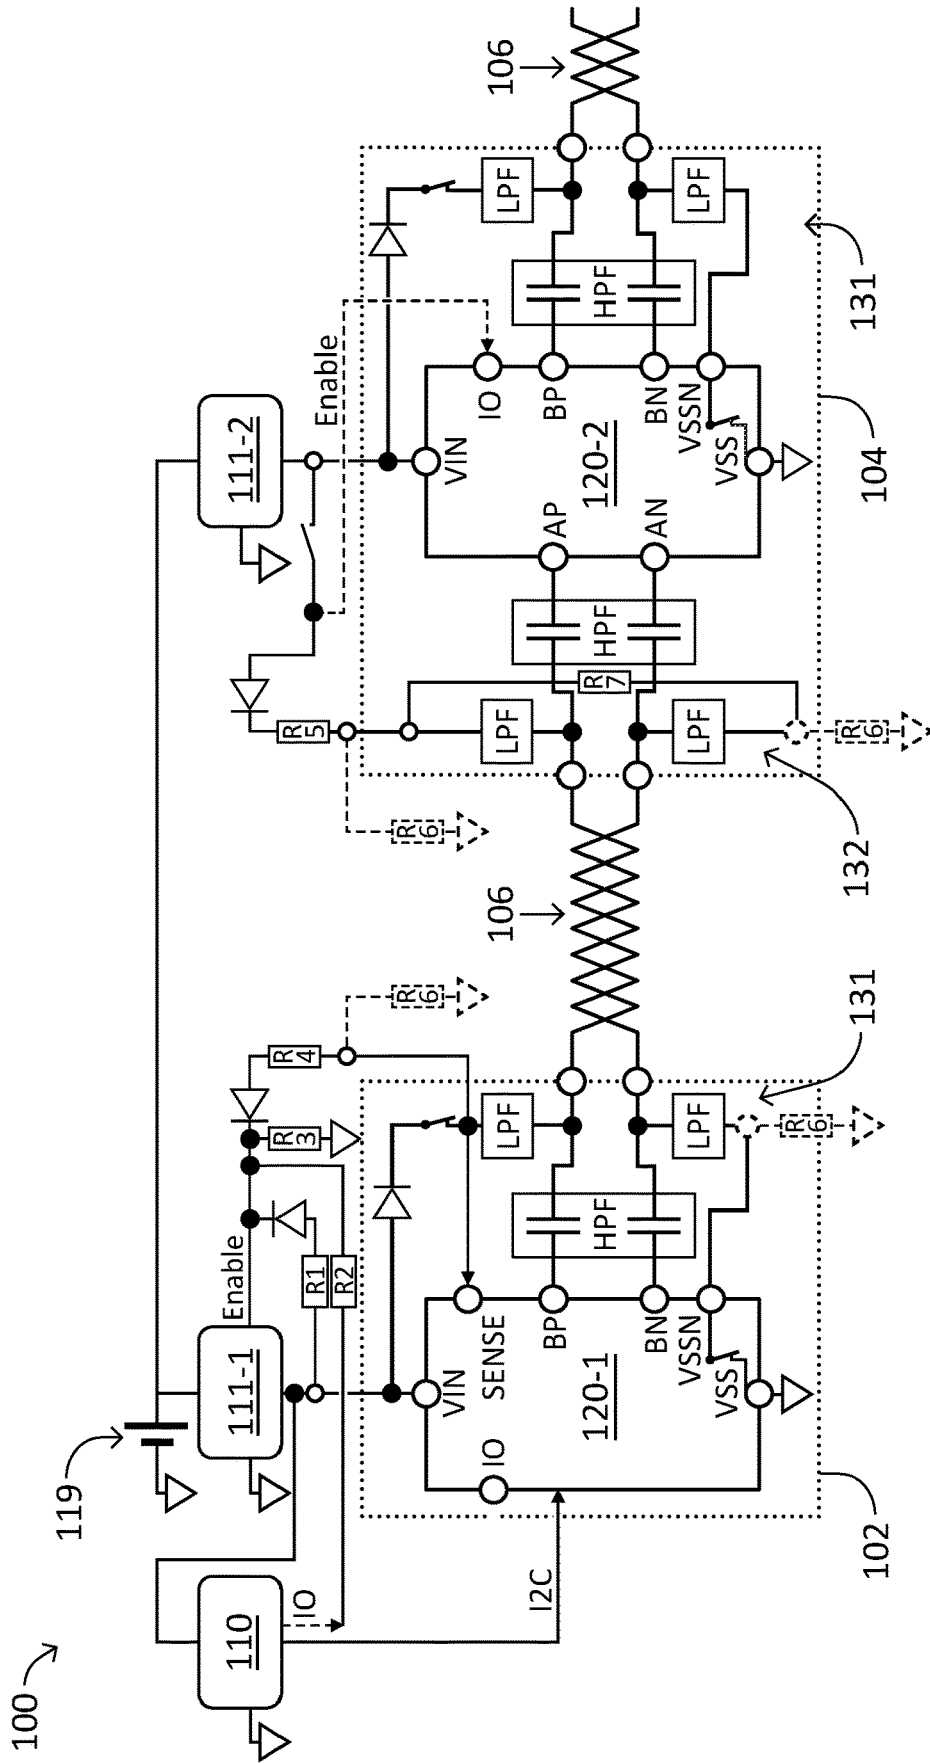 100
110
IO
I2C
119
111-1
Enable
R1
R2
R3
R4
R6
VIN
SENSE
IO
BP
BN
VSSN
VSS
120-1
HPF
LPF
LPF
R6
102
131
106
111-2
Enable
R5
R6
LPF
LPF
R7
R6
HPF
AP
AN
VIN
IO
BP
BN
VSSN
VSS
120-2
HPF
LPF
LPF
132
104
131
106